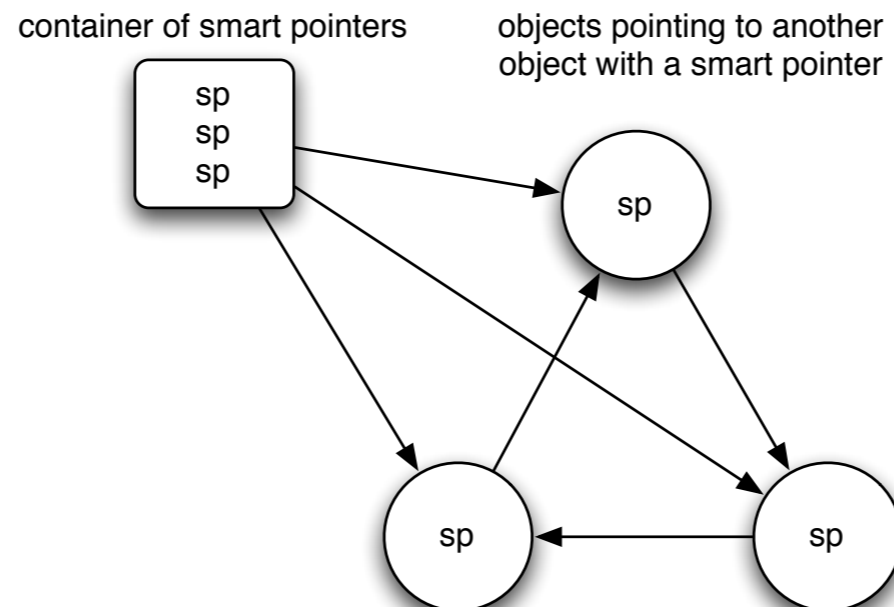 container of smart pointers
objects pointing to another
object with a smart pointer
sp
sp
sp
sp
sp
sp